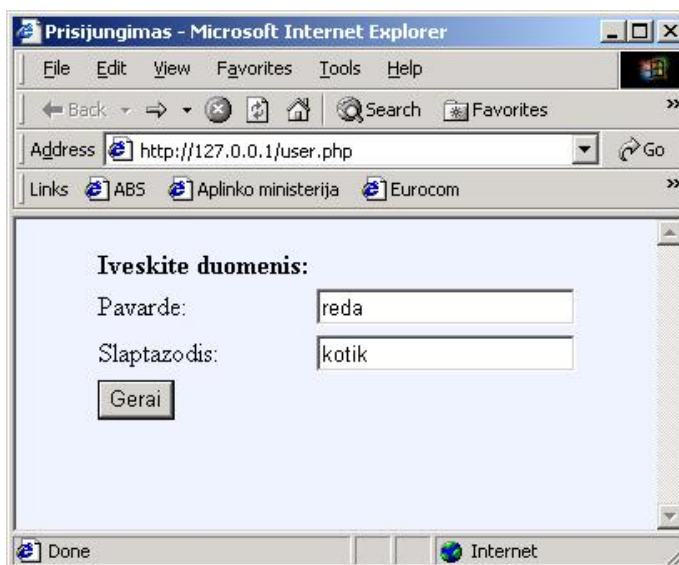 Prisijungimas - Microsoft Internet Explorer
File Edit View Favorites Tools Help
Back Search Favorites »
Address http://127.0.0.1/user.php Go
Links ABS Aplinko ministerija Eurocom »
Iveskite duomenis:
Pavarde: reda
Slaptazodis: kotik
Gerai
Done Internet